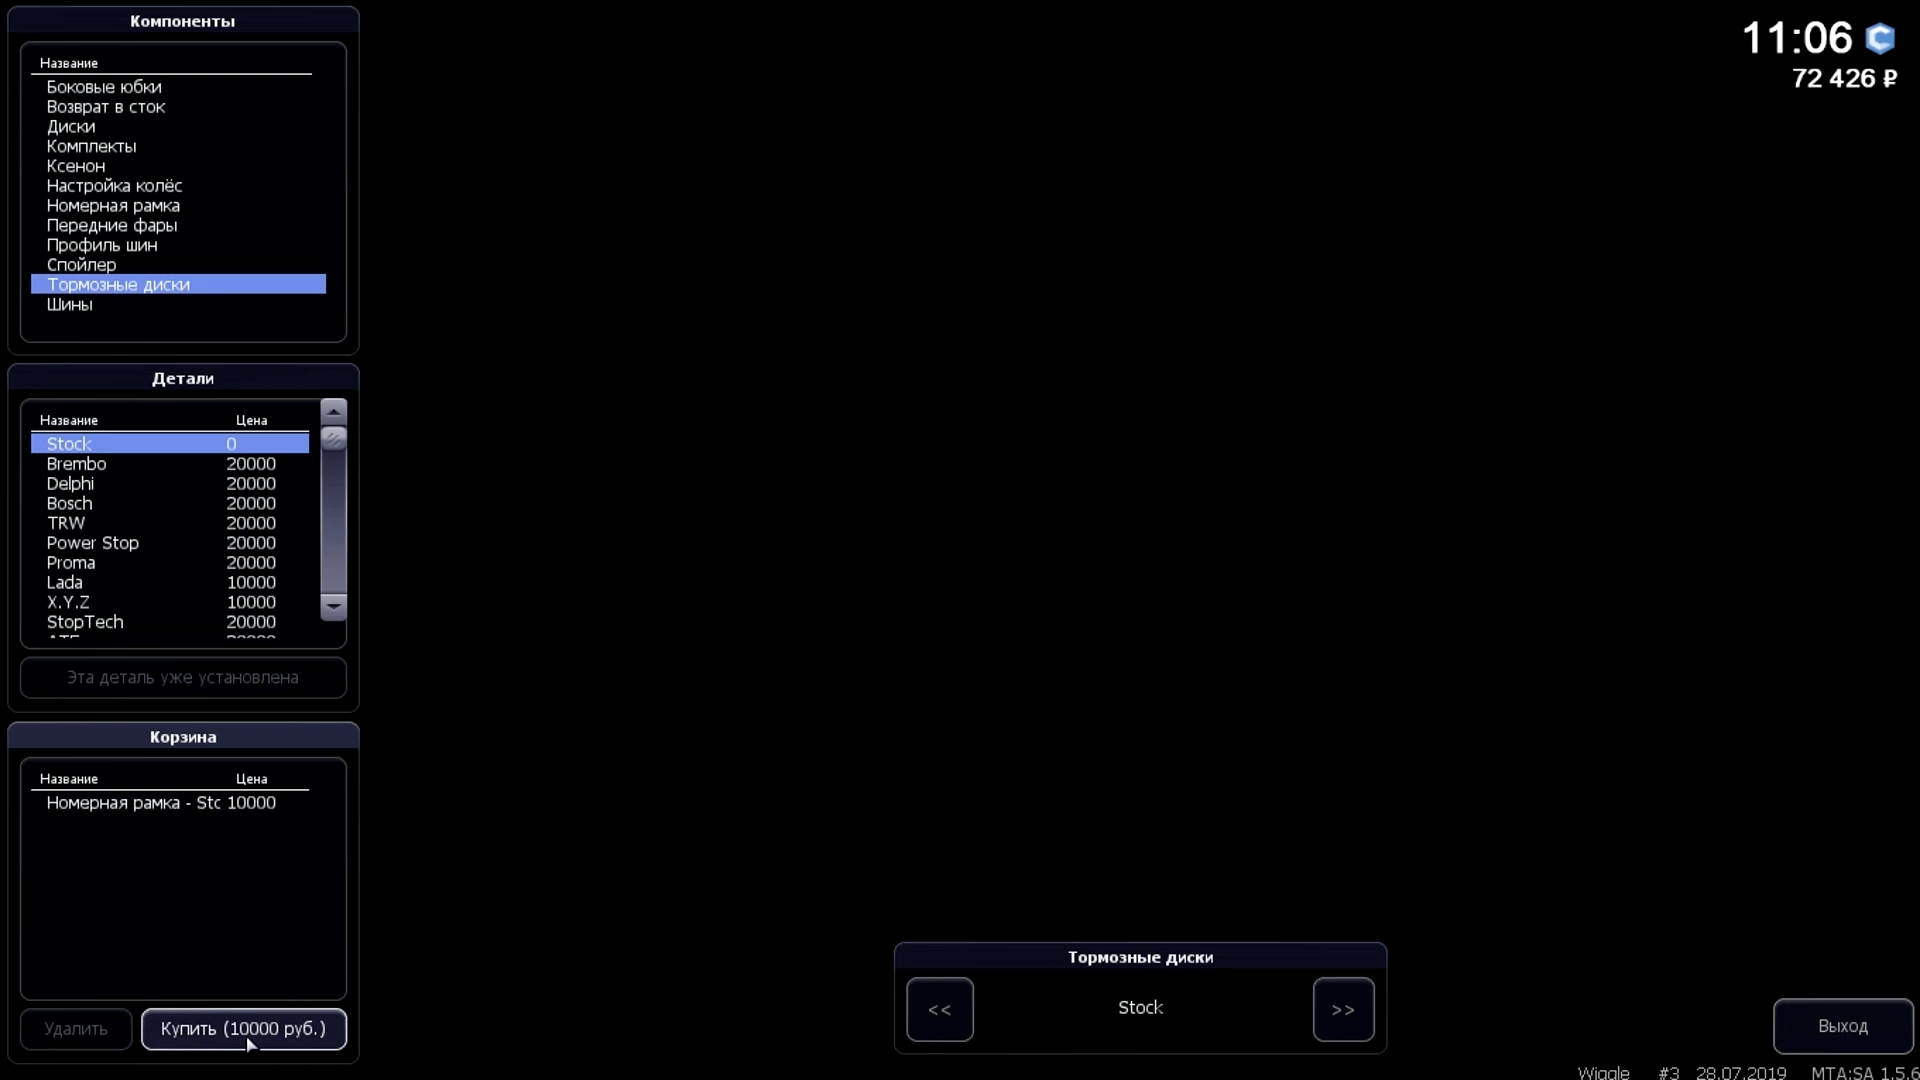 Компоненты
Название
Боковые юбки
Возврат в сток
Диски
Комплекты
Ксенон
Настройка колёс
Номерная рамка
Передние фары
Профиль шин
Спойлер
Тормозные диски
Шины
Детали
Название Цена
Stock 0
Brembo 20000
Delphi 20000
Bosch 20000
TRW 20000
Power Stop 20000
Proma 20000
Lada 10000
X.Y.Z 10000
StopTech 20000
Эта деталь уже установлена
Корзина
Название Цена
Номерная рамка - Stc 10000
Удалить
Купить (10000 руб.)
11:06
72 426 ₽
Тормозные диски
<< Stock >>
Выход
Wiggle #3 28.07.2019 MTA:SA 1.5.6